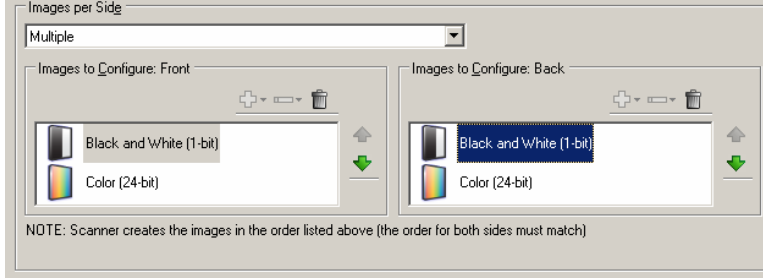 Images per Side
Multiple
Images to Configure: Front
Images to Configure: Back
Black and White (1-bit)
Color (24-bit)
Black and White (1-bit)
Color (24-bit)
NOTE: Scanner creates the images in the order listed above (the order for both sides must match)